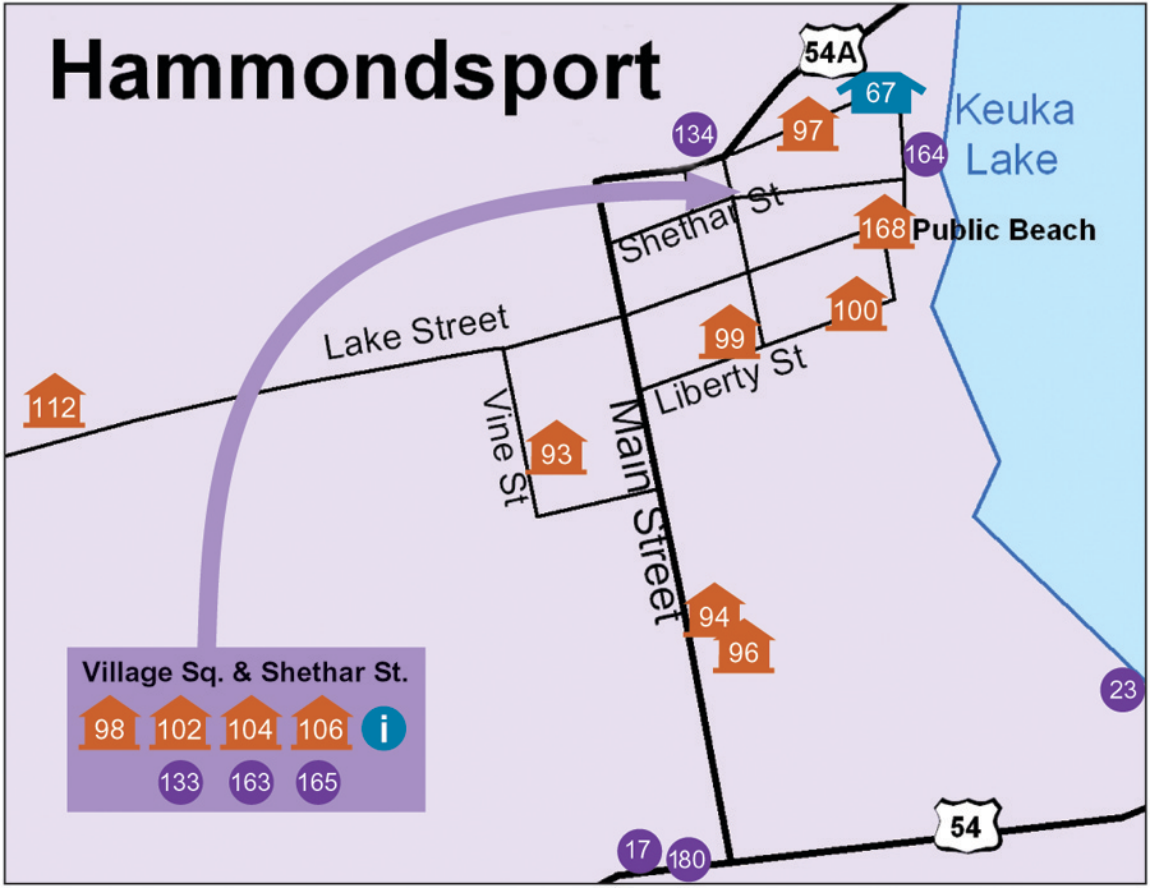 Hammondsport
54A
67
Keuka
Lake
97
134
164
Shethar St
168
Public Beach
100
Lake Street
99
Liberty St
112
Vine St
93
Main Street
94
96
Village Sq. & Shethar St.
98 102 104 106 i
133 163 165
23
54
17 180